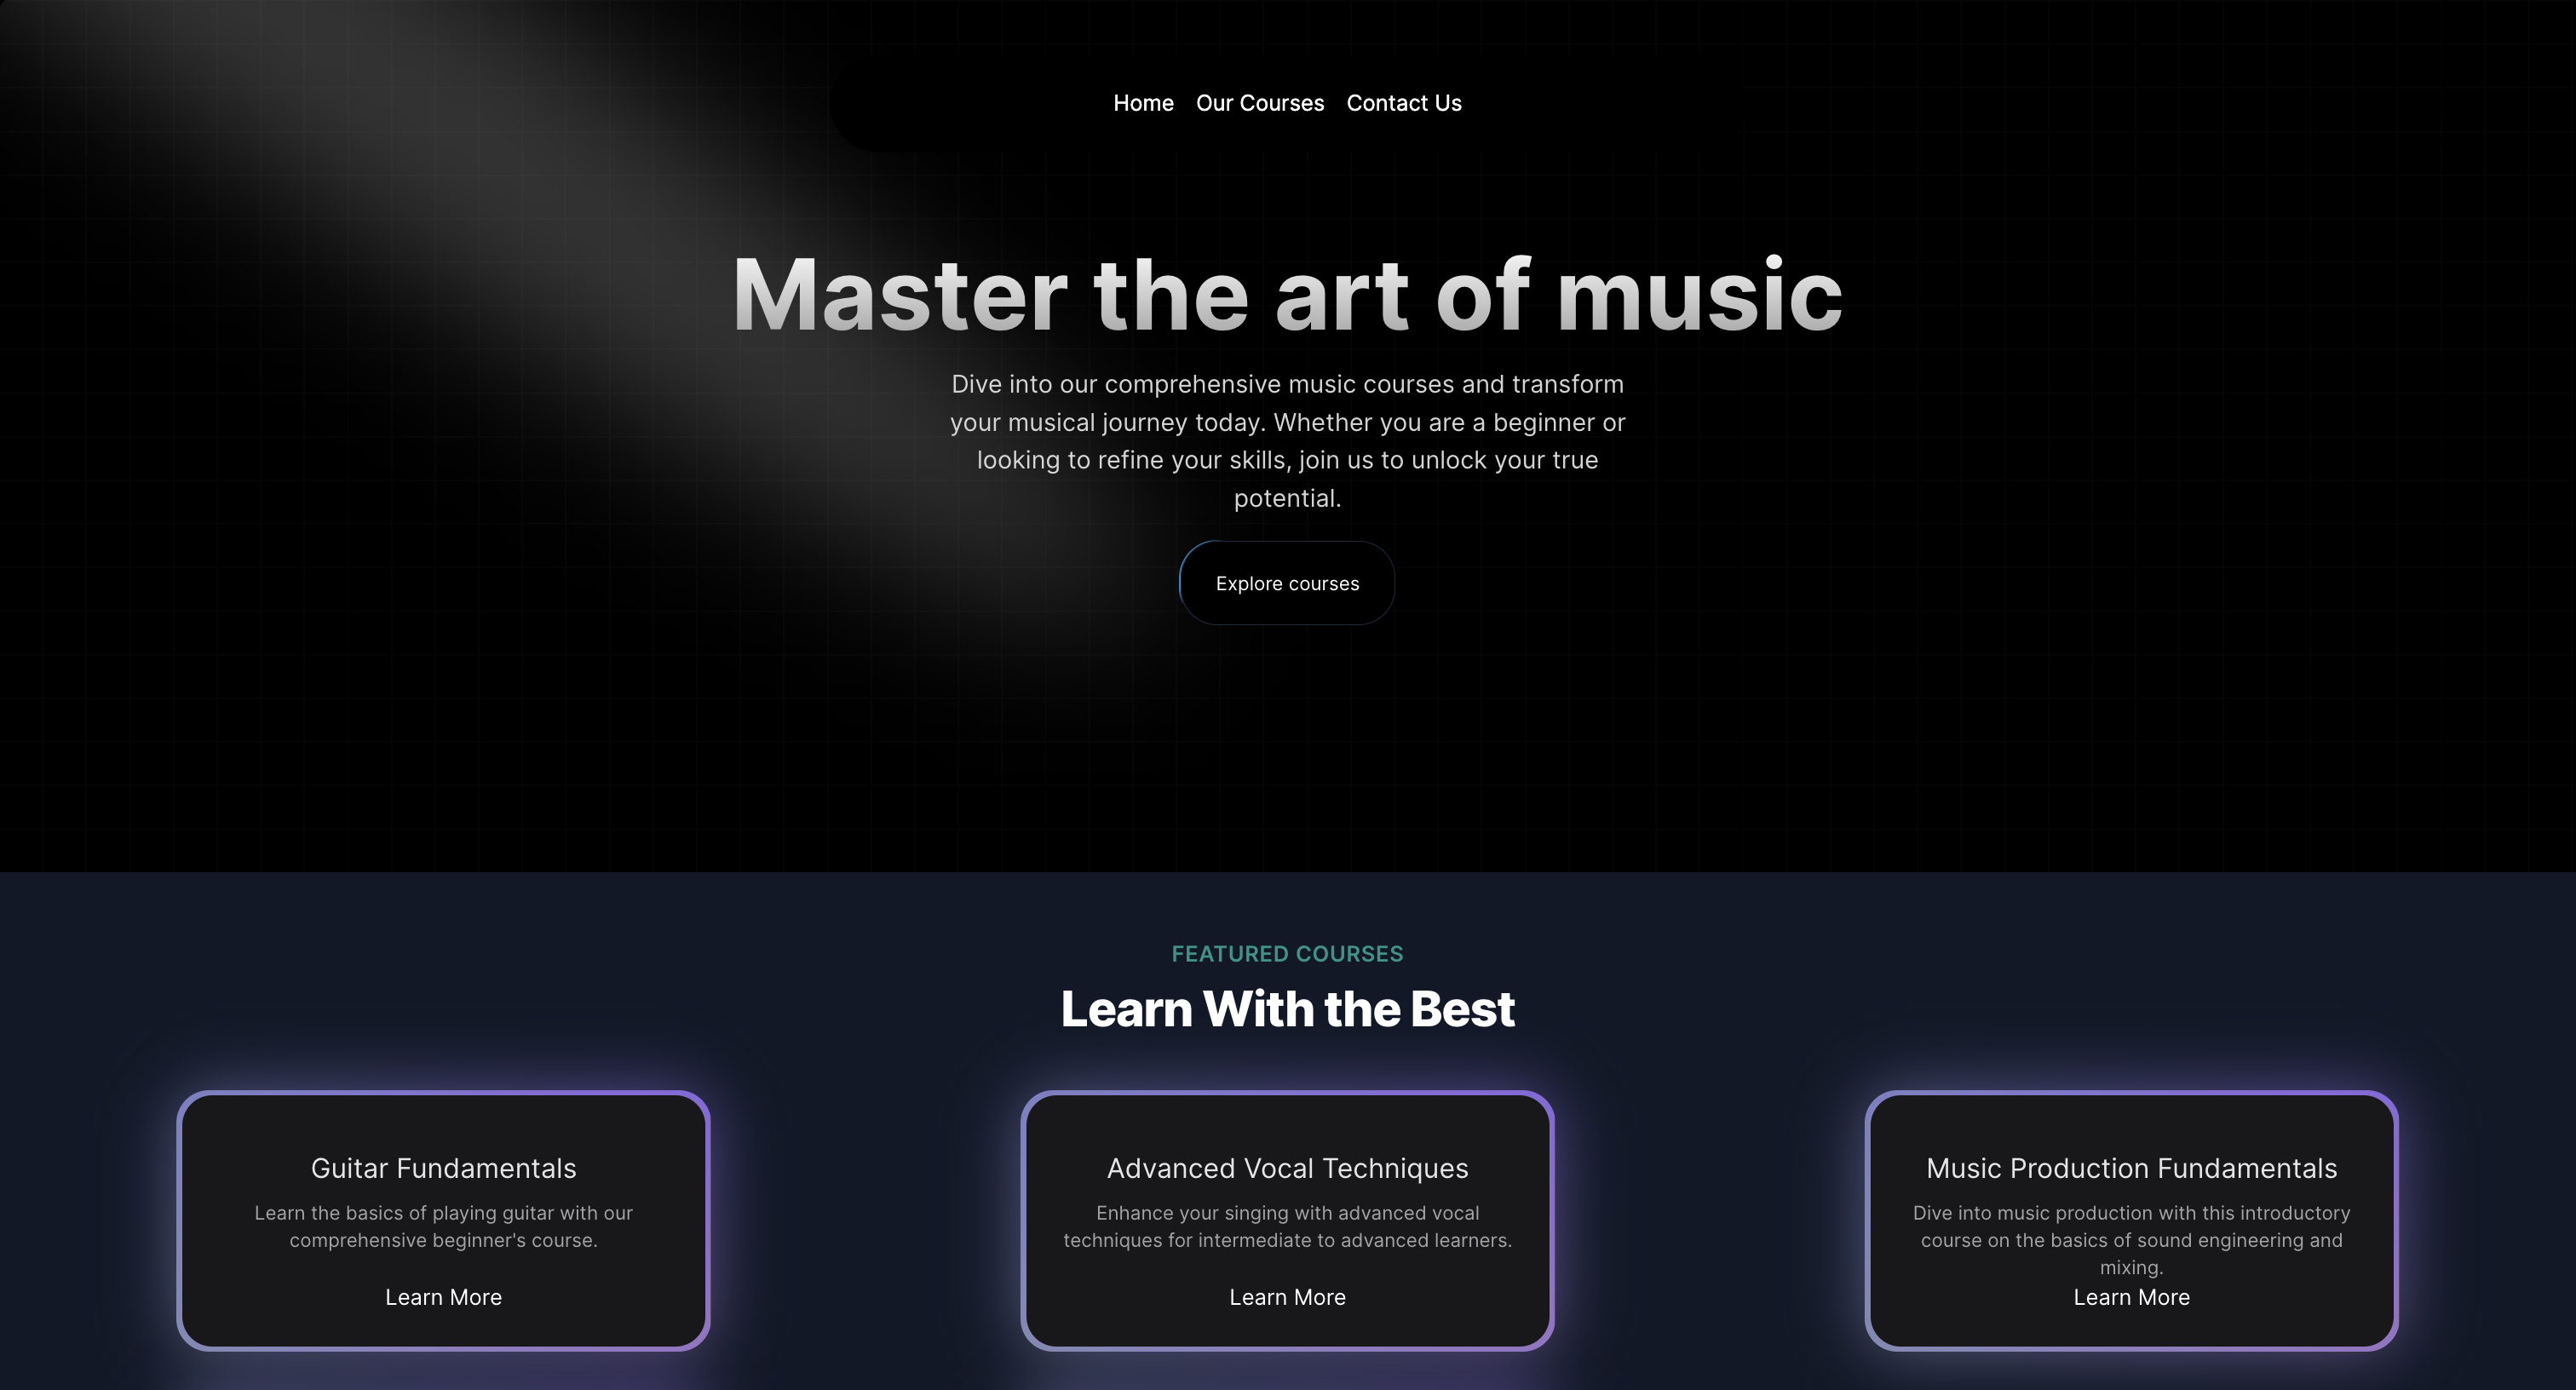 Home Our Courses Contact Us
Master the art of music
Dive into our comprehensive music courses and transform
your musical journey today. Whether you are a beginner or
looking to refine your skills, join us to unlock your true
potential.
Explore courses
FEATURED COURSES
Learn With the Best
Guitar Fundamentals
Learn the basics of playing guitar with our
comprehensive beginner's course.
Learn More
Advanced Vocal Techniques
Enhance your singing with advanced vocal
techniques for intermediate to advanced learners.
Learn More
Music Production Fundamentals
Dive into music production with this introductory
course on the basics of sound engineering and
mixing.
Learn More